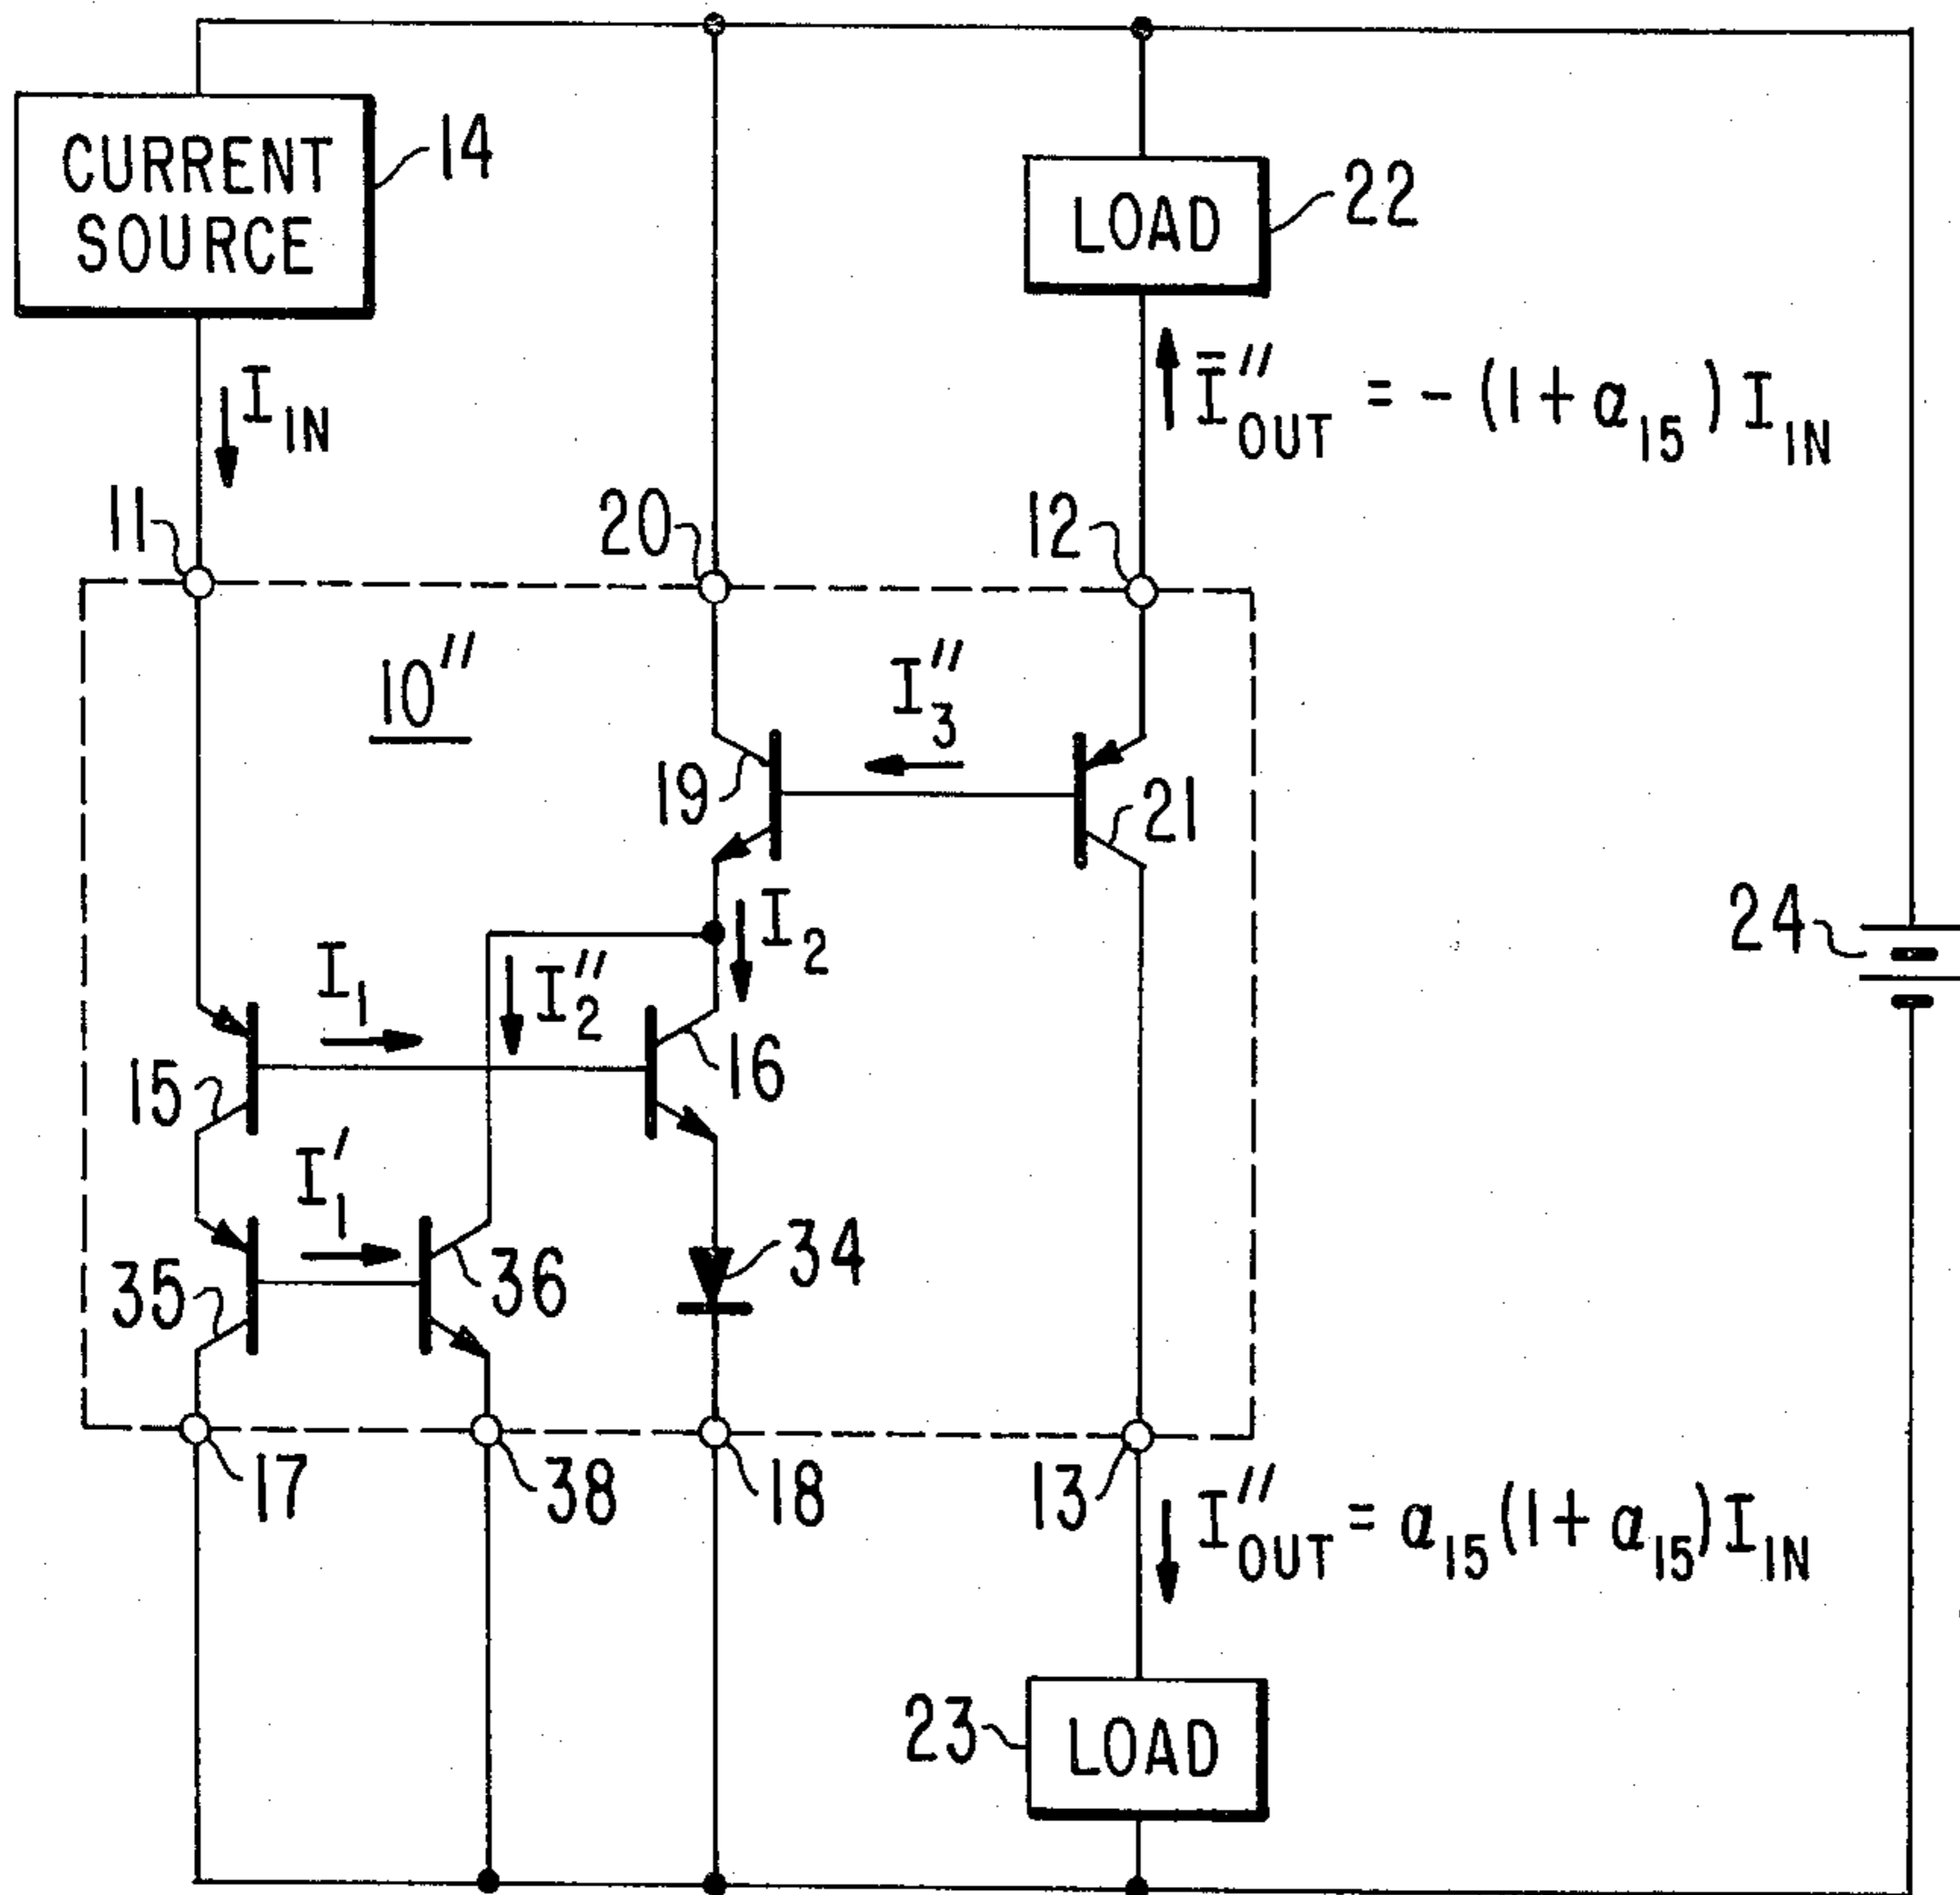 CURRENT
SOURCE
14
LOAD
22
I_IN
Ī″_OUT = - (1 + α_15) I_IN
11
20
12
10″
I″_3
19
21
I_2
24
I_1
I″_2
15
16
I′_1
34
35
36
17
38
18
13
I″_OUT = α_15 (1 + α_15) I_IN
23
LOAD